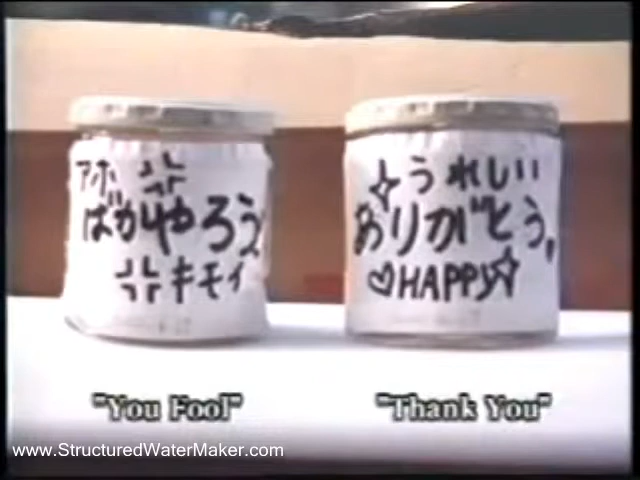 アホ
ばかやろう
キモイ
☆うれしい
ありがとう。
♡HAPPY☆
"You Fool"
"Thank You"
www.StructuredWaterMaker.com